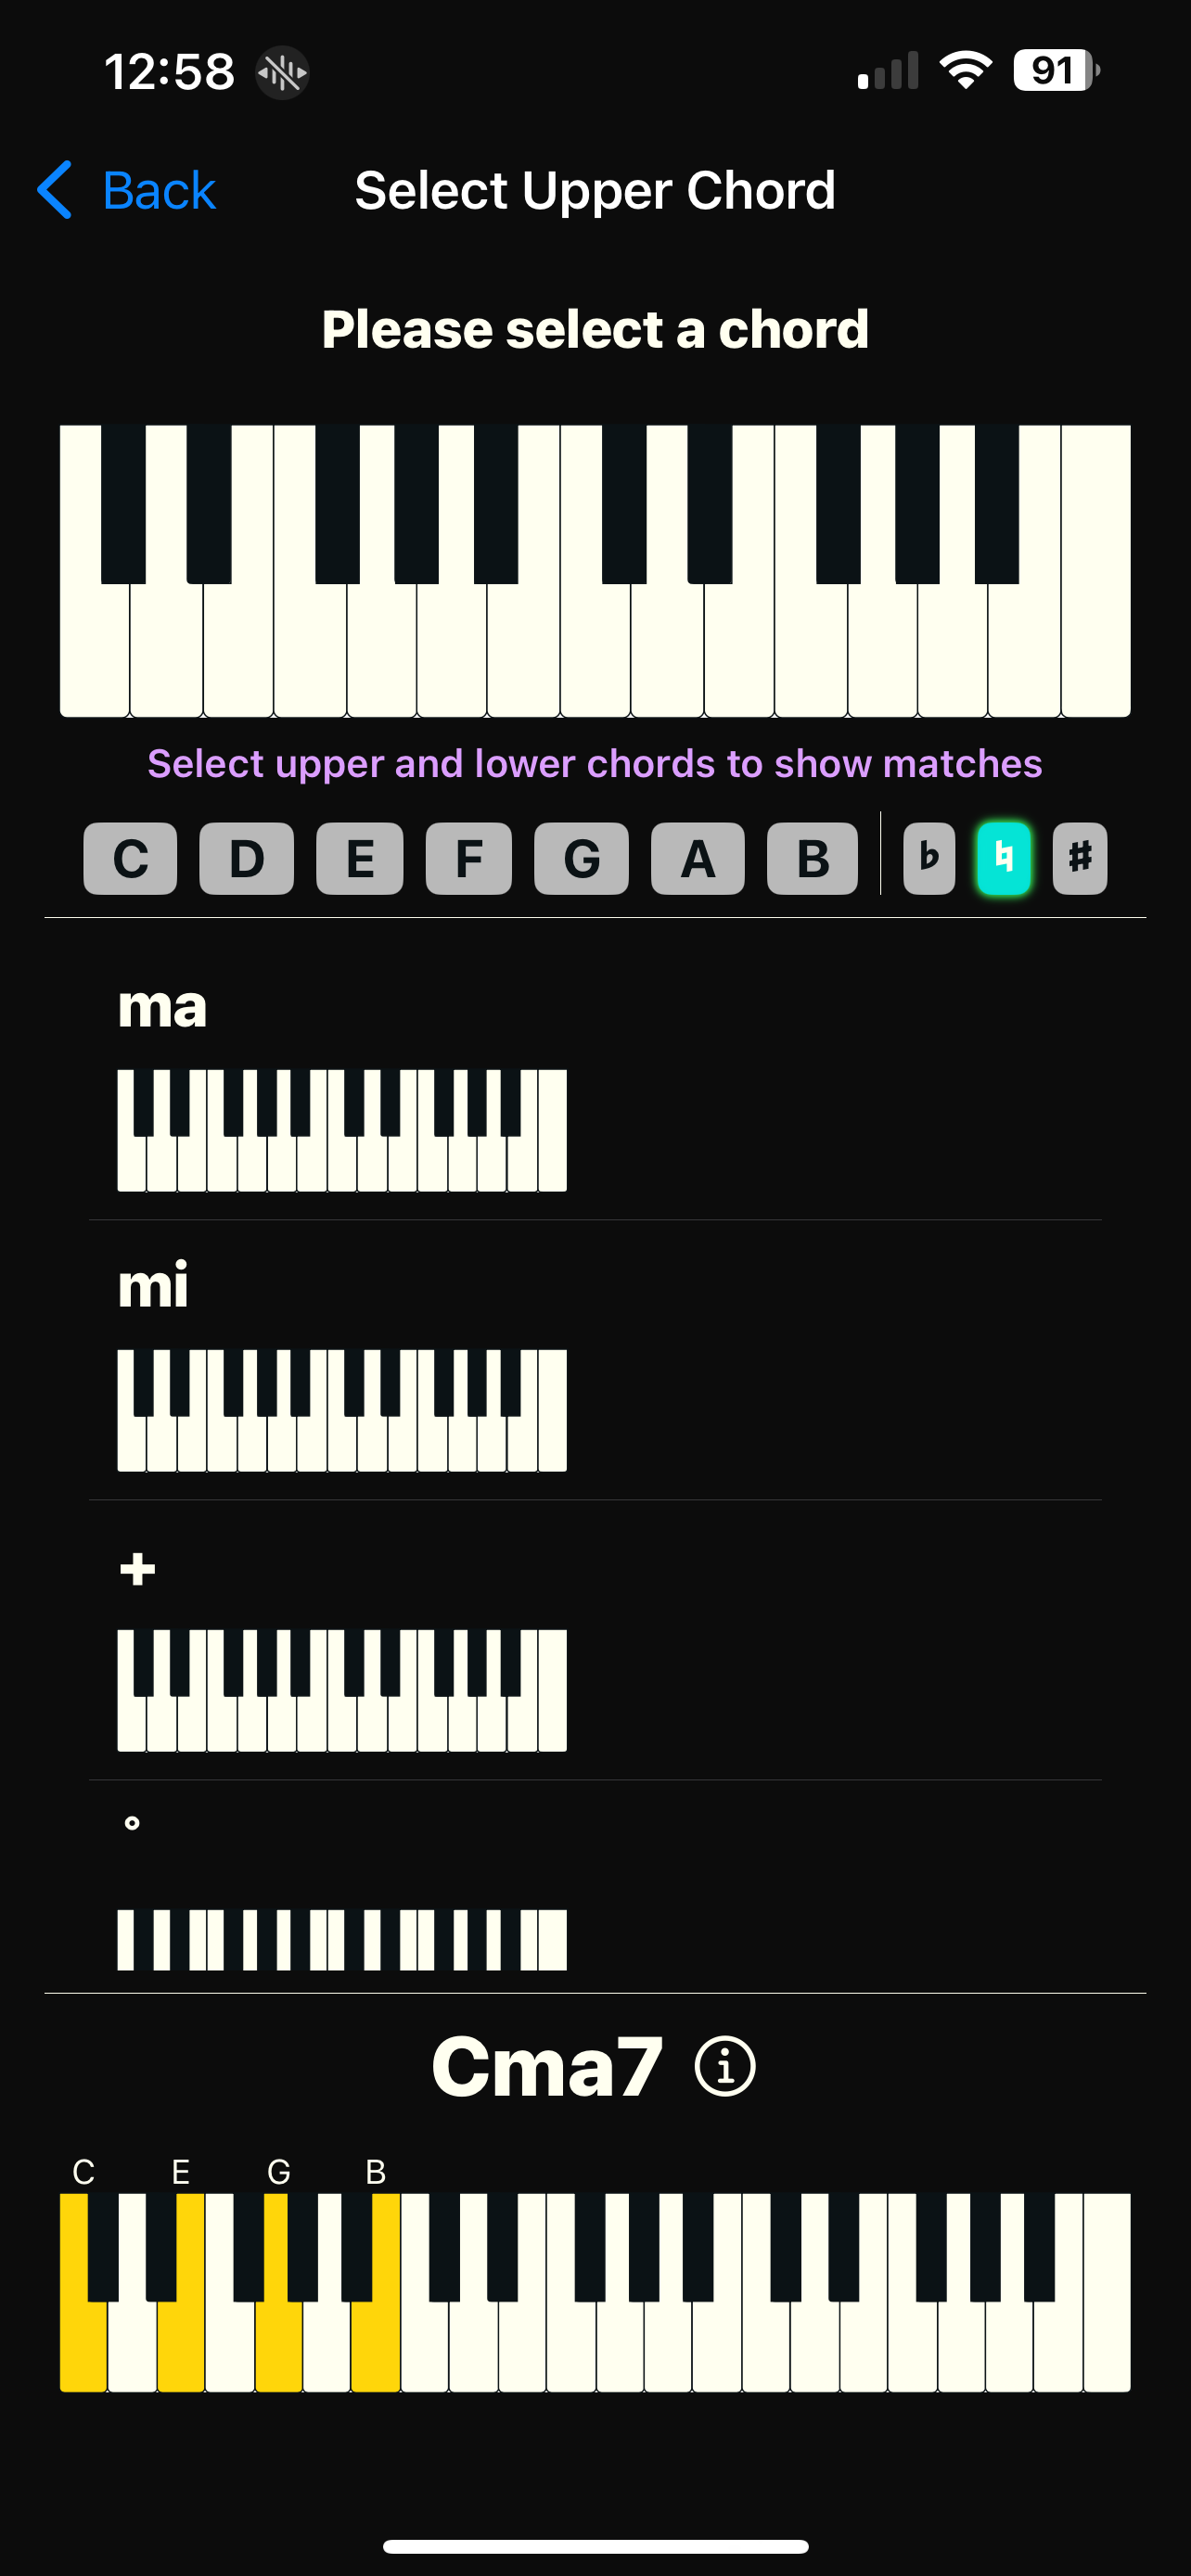 12:58 91
Back Select Upper Chord
Please select a chord
Select upper and lower chords to show matches
C D E F G A B ♭ ♮ ♯
ma
mi
+
°
Cma7 i
C E G B